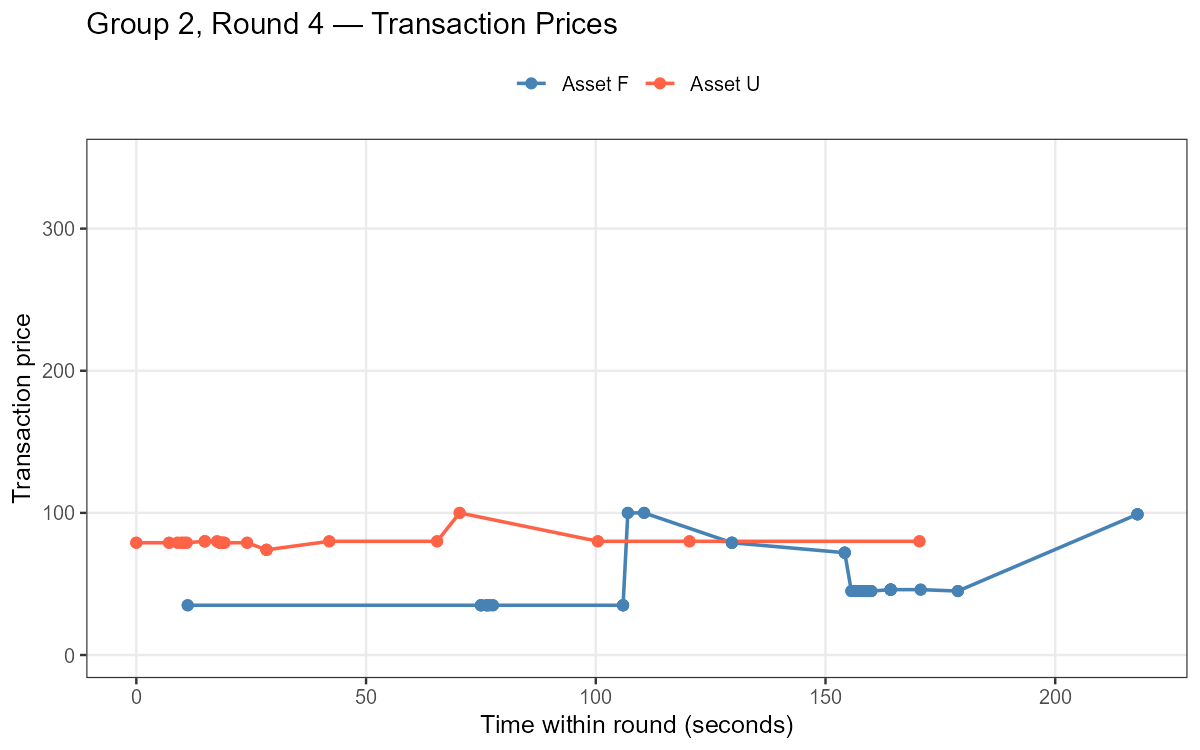 Group 2, Round 4 — Transaction Prices
Asset F
Asset U
Transaction price
300
200
100
0
0
50
100
150
200
Time within round (seconds)